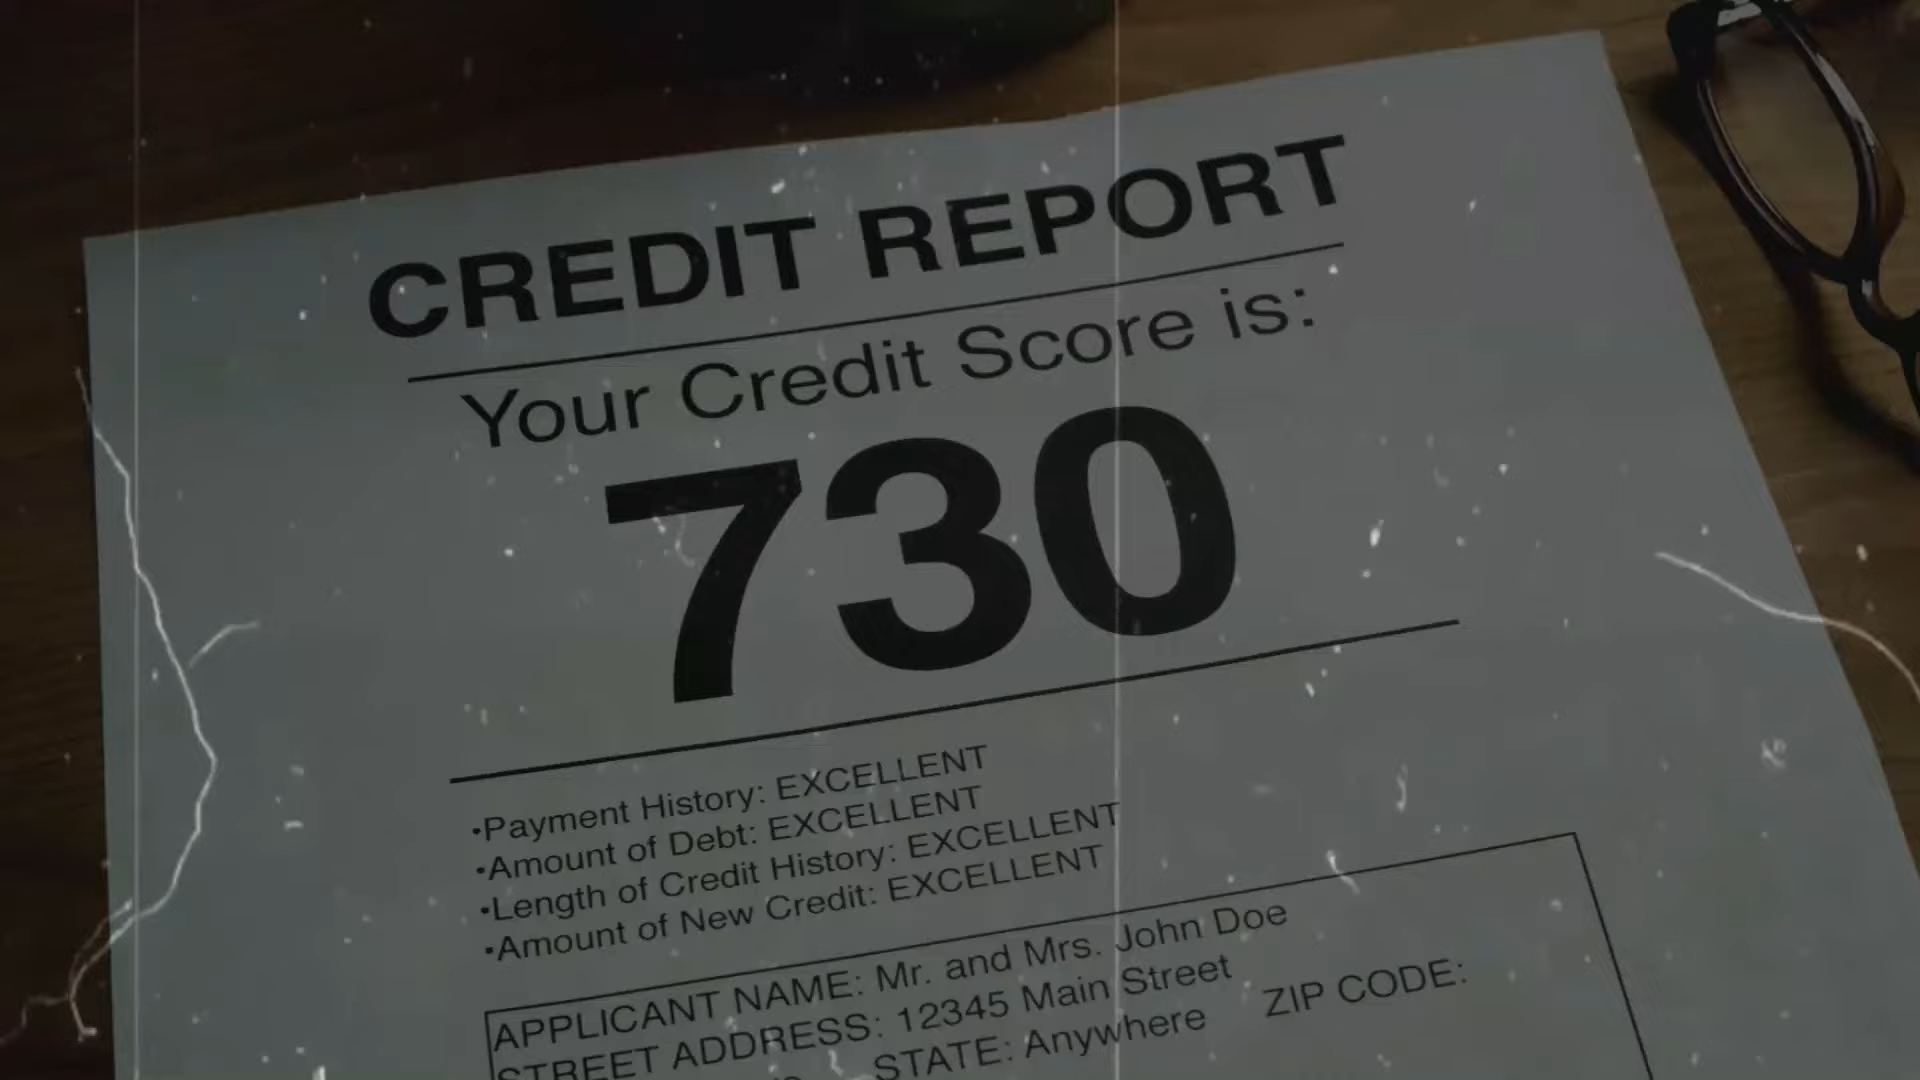 CREDIT REPORT
Your Credit Score is:
730
•Payment History: EXCELLENT
•Amount of Debt: EXCELLENT
•Length of Credit History: EXCELLENT
•Amount of New Credit: EXCELLENT
APPLICANT NAME: Mr. and Mrs. John Doe
STREET ADDRESS: 12345 Main Street
STATE: Anywhere ZIP CODE: